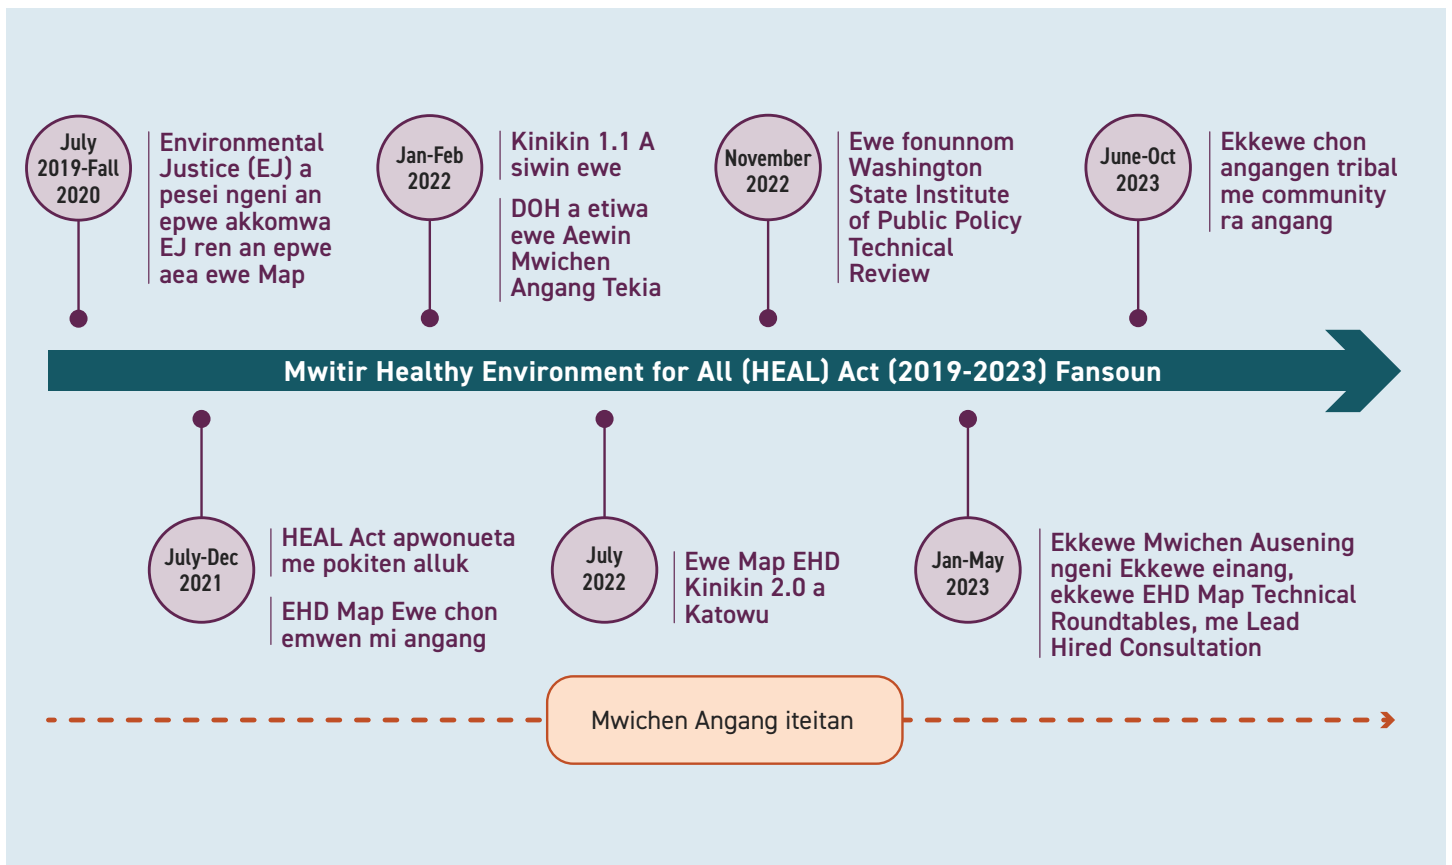 July
2019-Fall
2020
Environmental
Justice (EJ) a
pesei ngeni an
epwe akkomwa
EJ ren an epwe
aea ewe Map
Jan-Feb
2022
Kinikin 1.1 A
siwin ewe
DOH a etiwa
ewe Aewin
Mwichen
Angang Tekia
November
2022
Ewe fonunnom
Washington
State Institute
of Public Policy
Technical
Review
June-Oct
2023
Ekkewe chon
angangen tribal
me community
ra angang
Mwitir Healthy Environment for All (HEAL) Act (2019-2023) Fansoun
July-Dec
2021
HEAL Act apwonueta
me pokiten alluk
EHD Map Ewe chon
emwen mi angang
July
2022
Ewe Map EHD
Kinikin 2.0 a
Katowu
Jan-May
2023
Ekkewe Mwichen Ausening
ngeni Ekkewe einang,
ekkewe EHD Map Technical
Roundtables, me Lead
Hired Consultation
Mwichen Angang iteitan